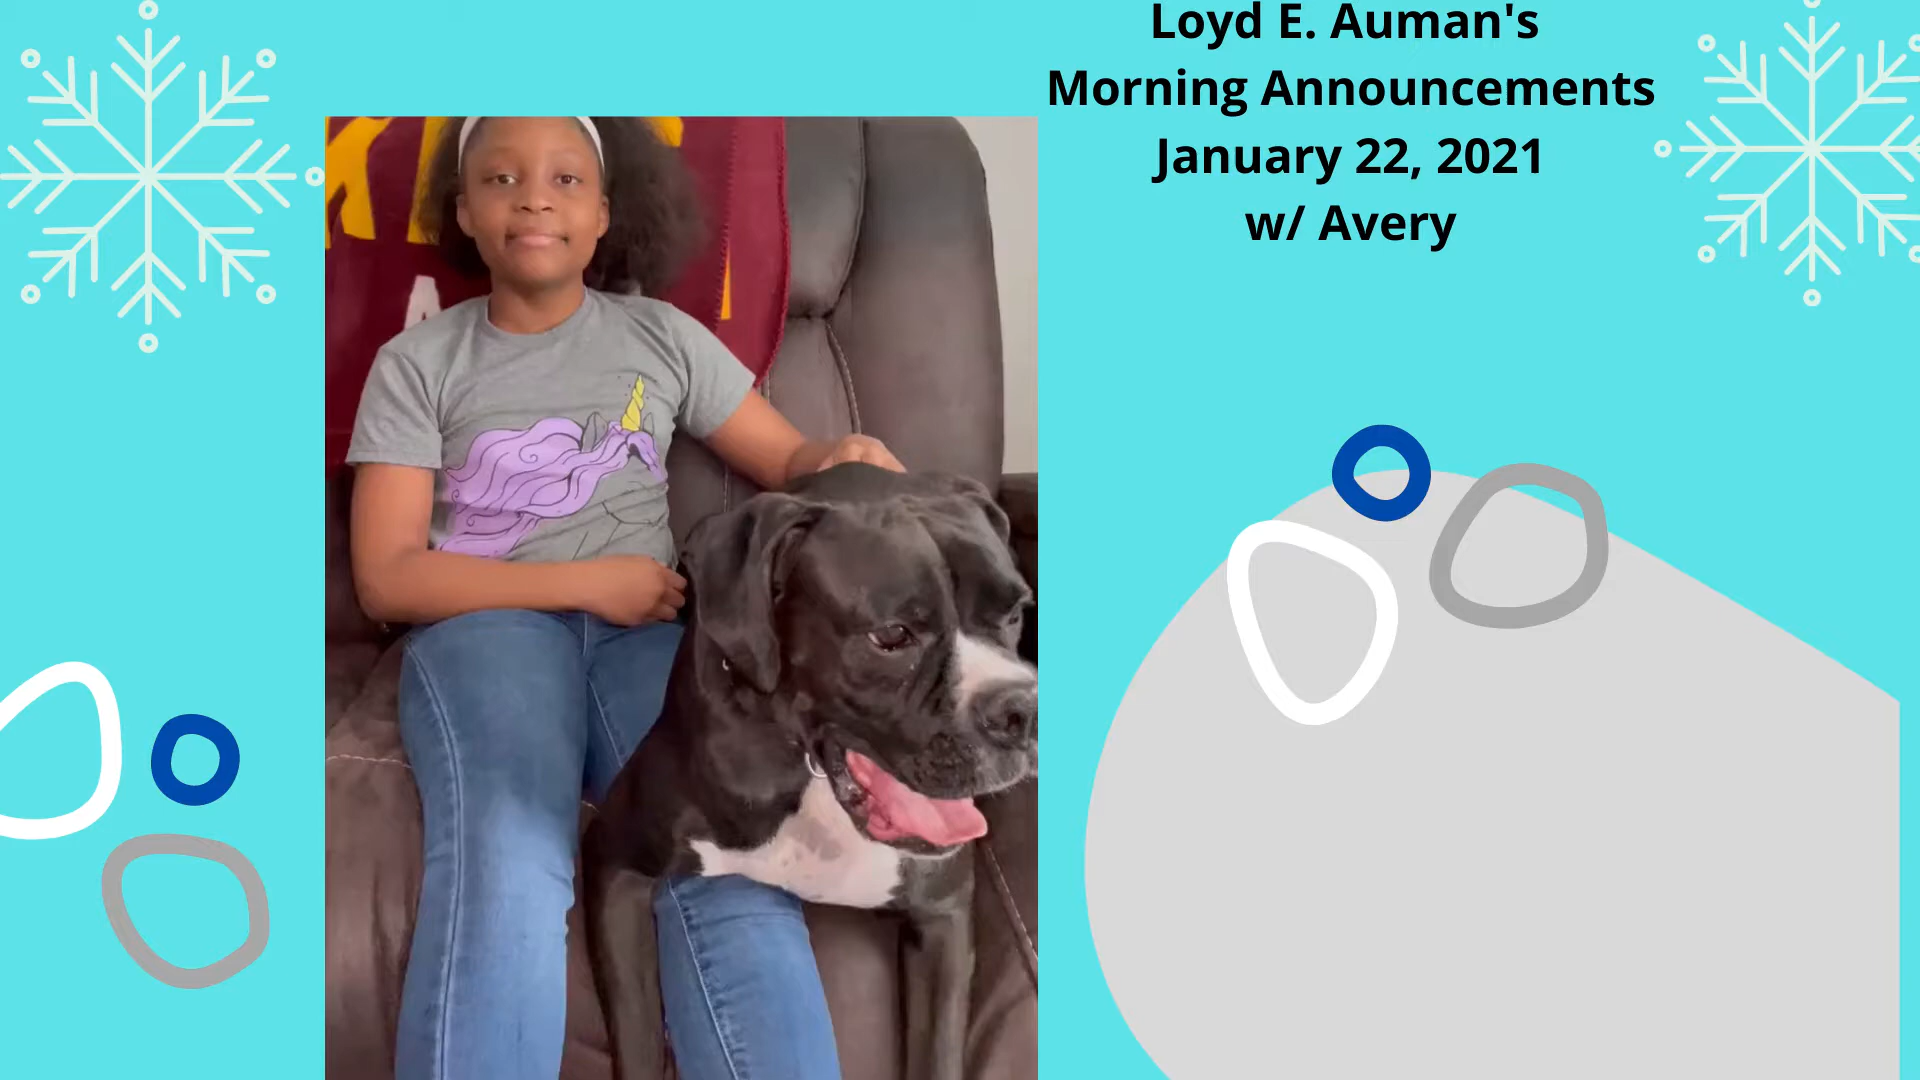 Loyd E. Auman's
Morning Announcements
January 22, 2021
w/ Avery
A